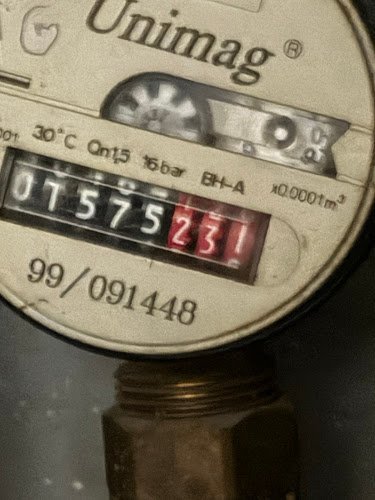 Unimag ®
30°C Qn1,5 16bar BH-A x0.0001m³
01575231
99/091448